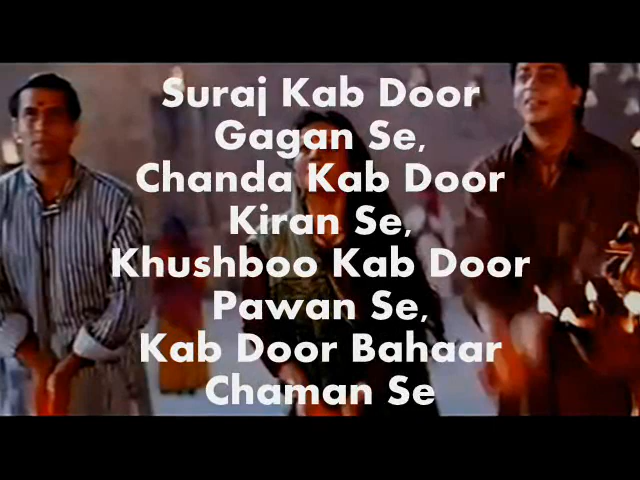 Suraj Kab Door
Gagan Se,
Chanda Kab Door
Kiran Se,
Khushboo Kab Door
Pawan Se,
Kab Door Bahaar
Chaman Se